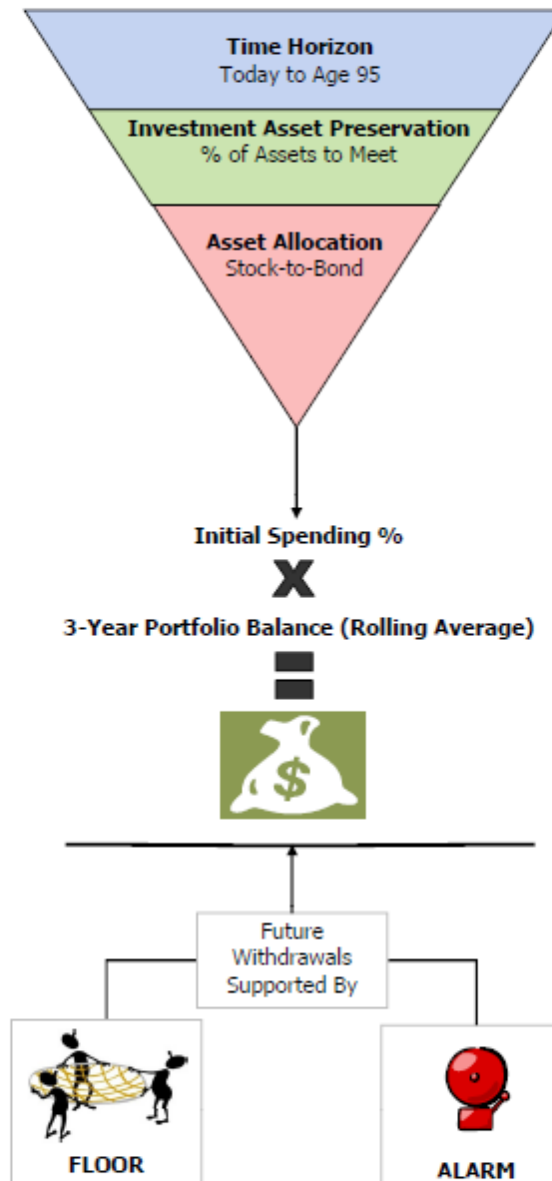 Time Horizon
Today to Age 95
Investment Asset Preservation
% of Assets to Meet
Asset Allocation
Stock-to-Bond
Initial Spending %
X
3-Year Portfolio Balance (Rolling Average)
=
$
Future
Withdrawals
Supported By
FLOOR
ALARM